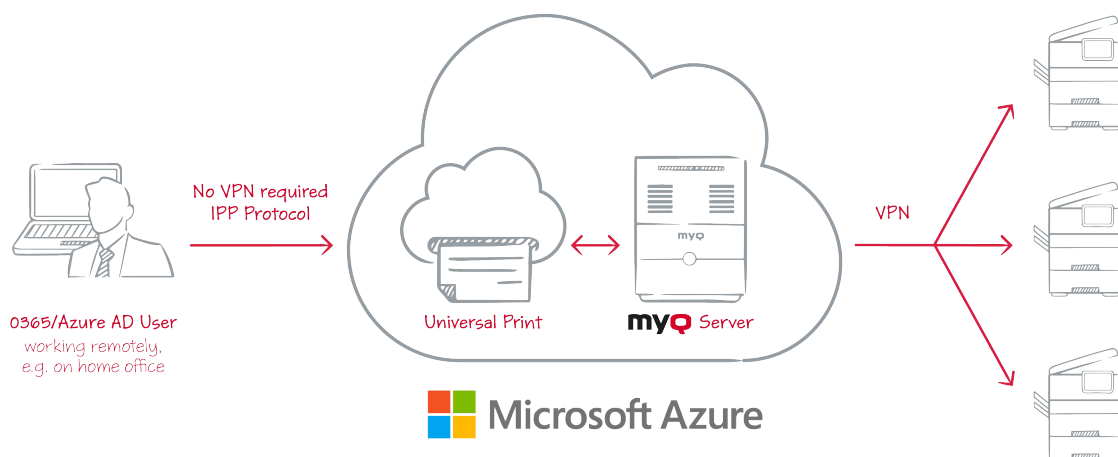 No VPN required
IPP Protocol
0365/Azure AD User
working remotely,
e.g. on home office
Universal Print
myQ
myQ Server
VPN
Microsoft Azure